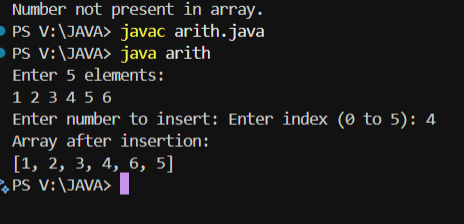 Number not present in array.
PS V:\JAVA> javac arith.java
PS V:\JAVA> java arith
Enter 5 elements:
1 2 3 4 5 6
Enter number to insert: Enter index (0 to 5): 4
Array after insertion:
[1, 2, 3, 4, 6, 5]
PS V:\JAVA>